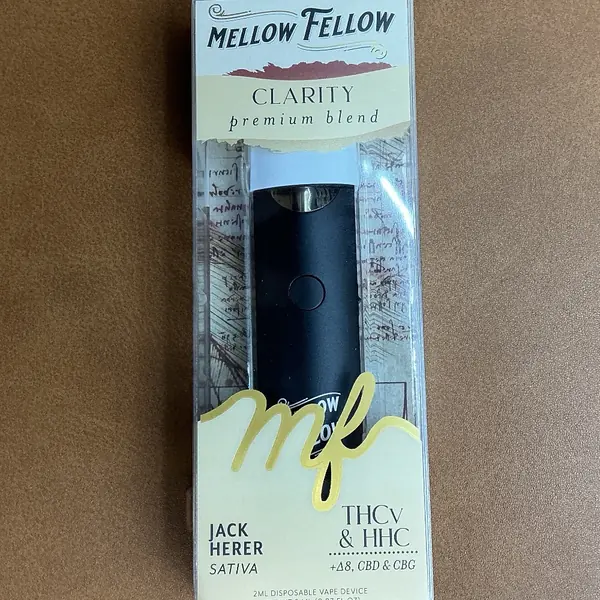 MELLOW FELLOW
CLARITY
premium blend
mf
JACK
HERER
SATIVA
THCv
& HHC
+Δ8, CBD & CBG
2ML DISPOSABLE VAPE DEVICE